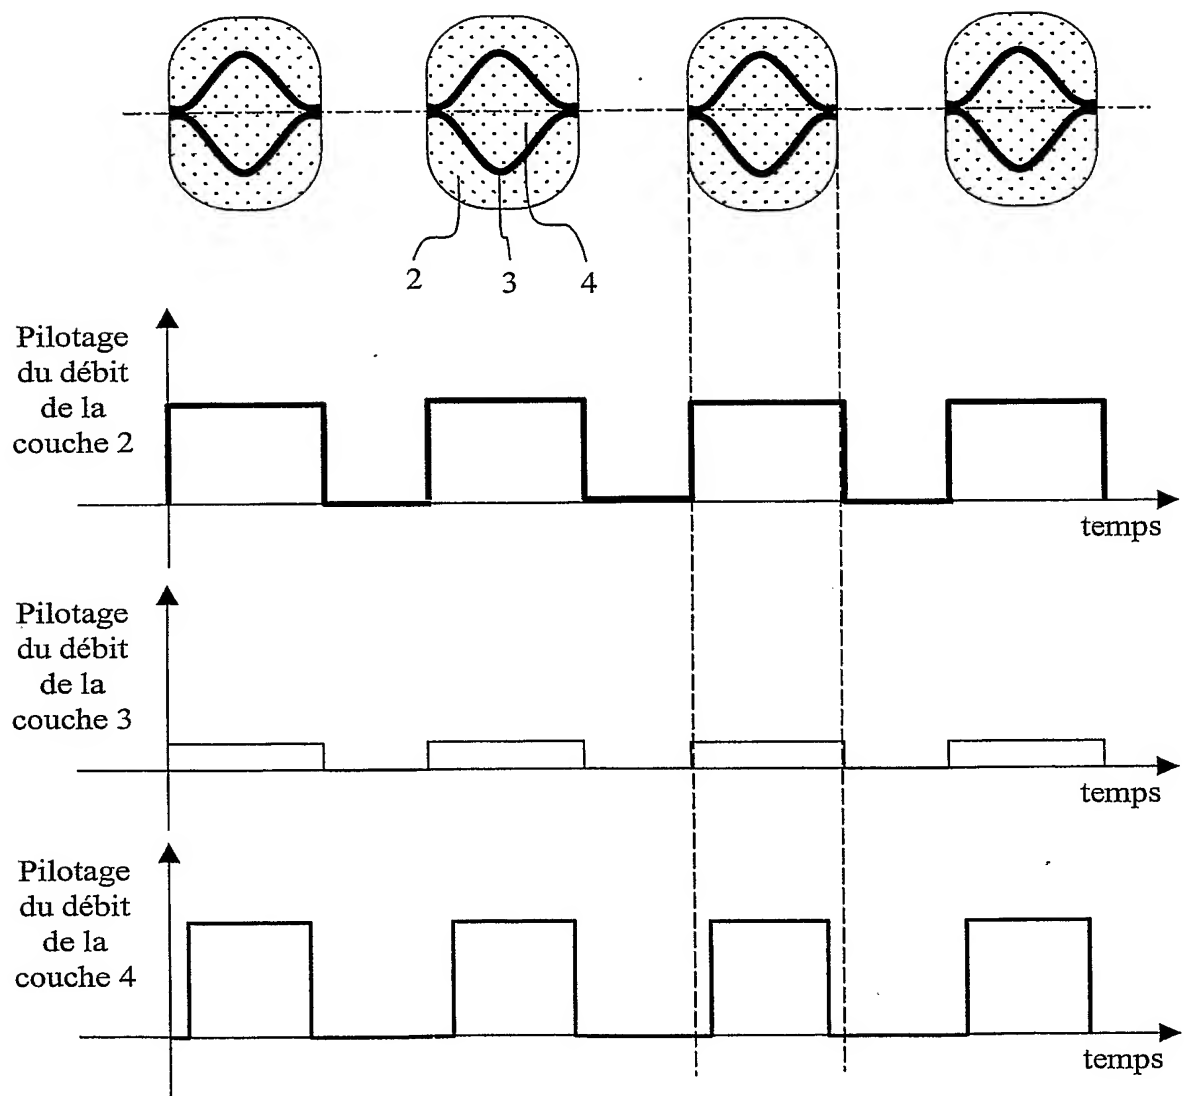 2 3 4
Pilotage
du débit
de la
couche 2
temps
Pilotage
du débit
de la
couche 3
temps
Pilotage
du débit
de la
couche 4
temps